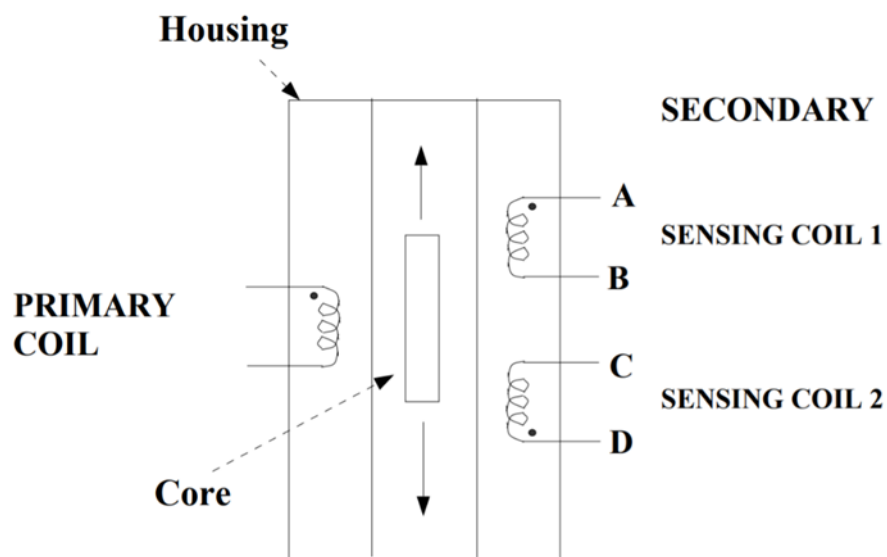 Housing
SECONDARY
A
SENSING COIL 1
B
PRIMARY
COIL
C
SENSING COIL 2
D
Core